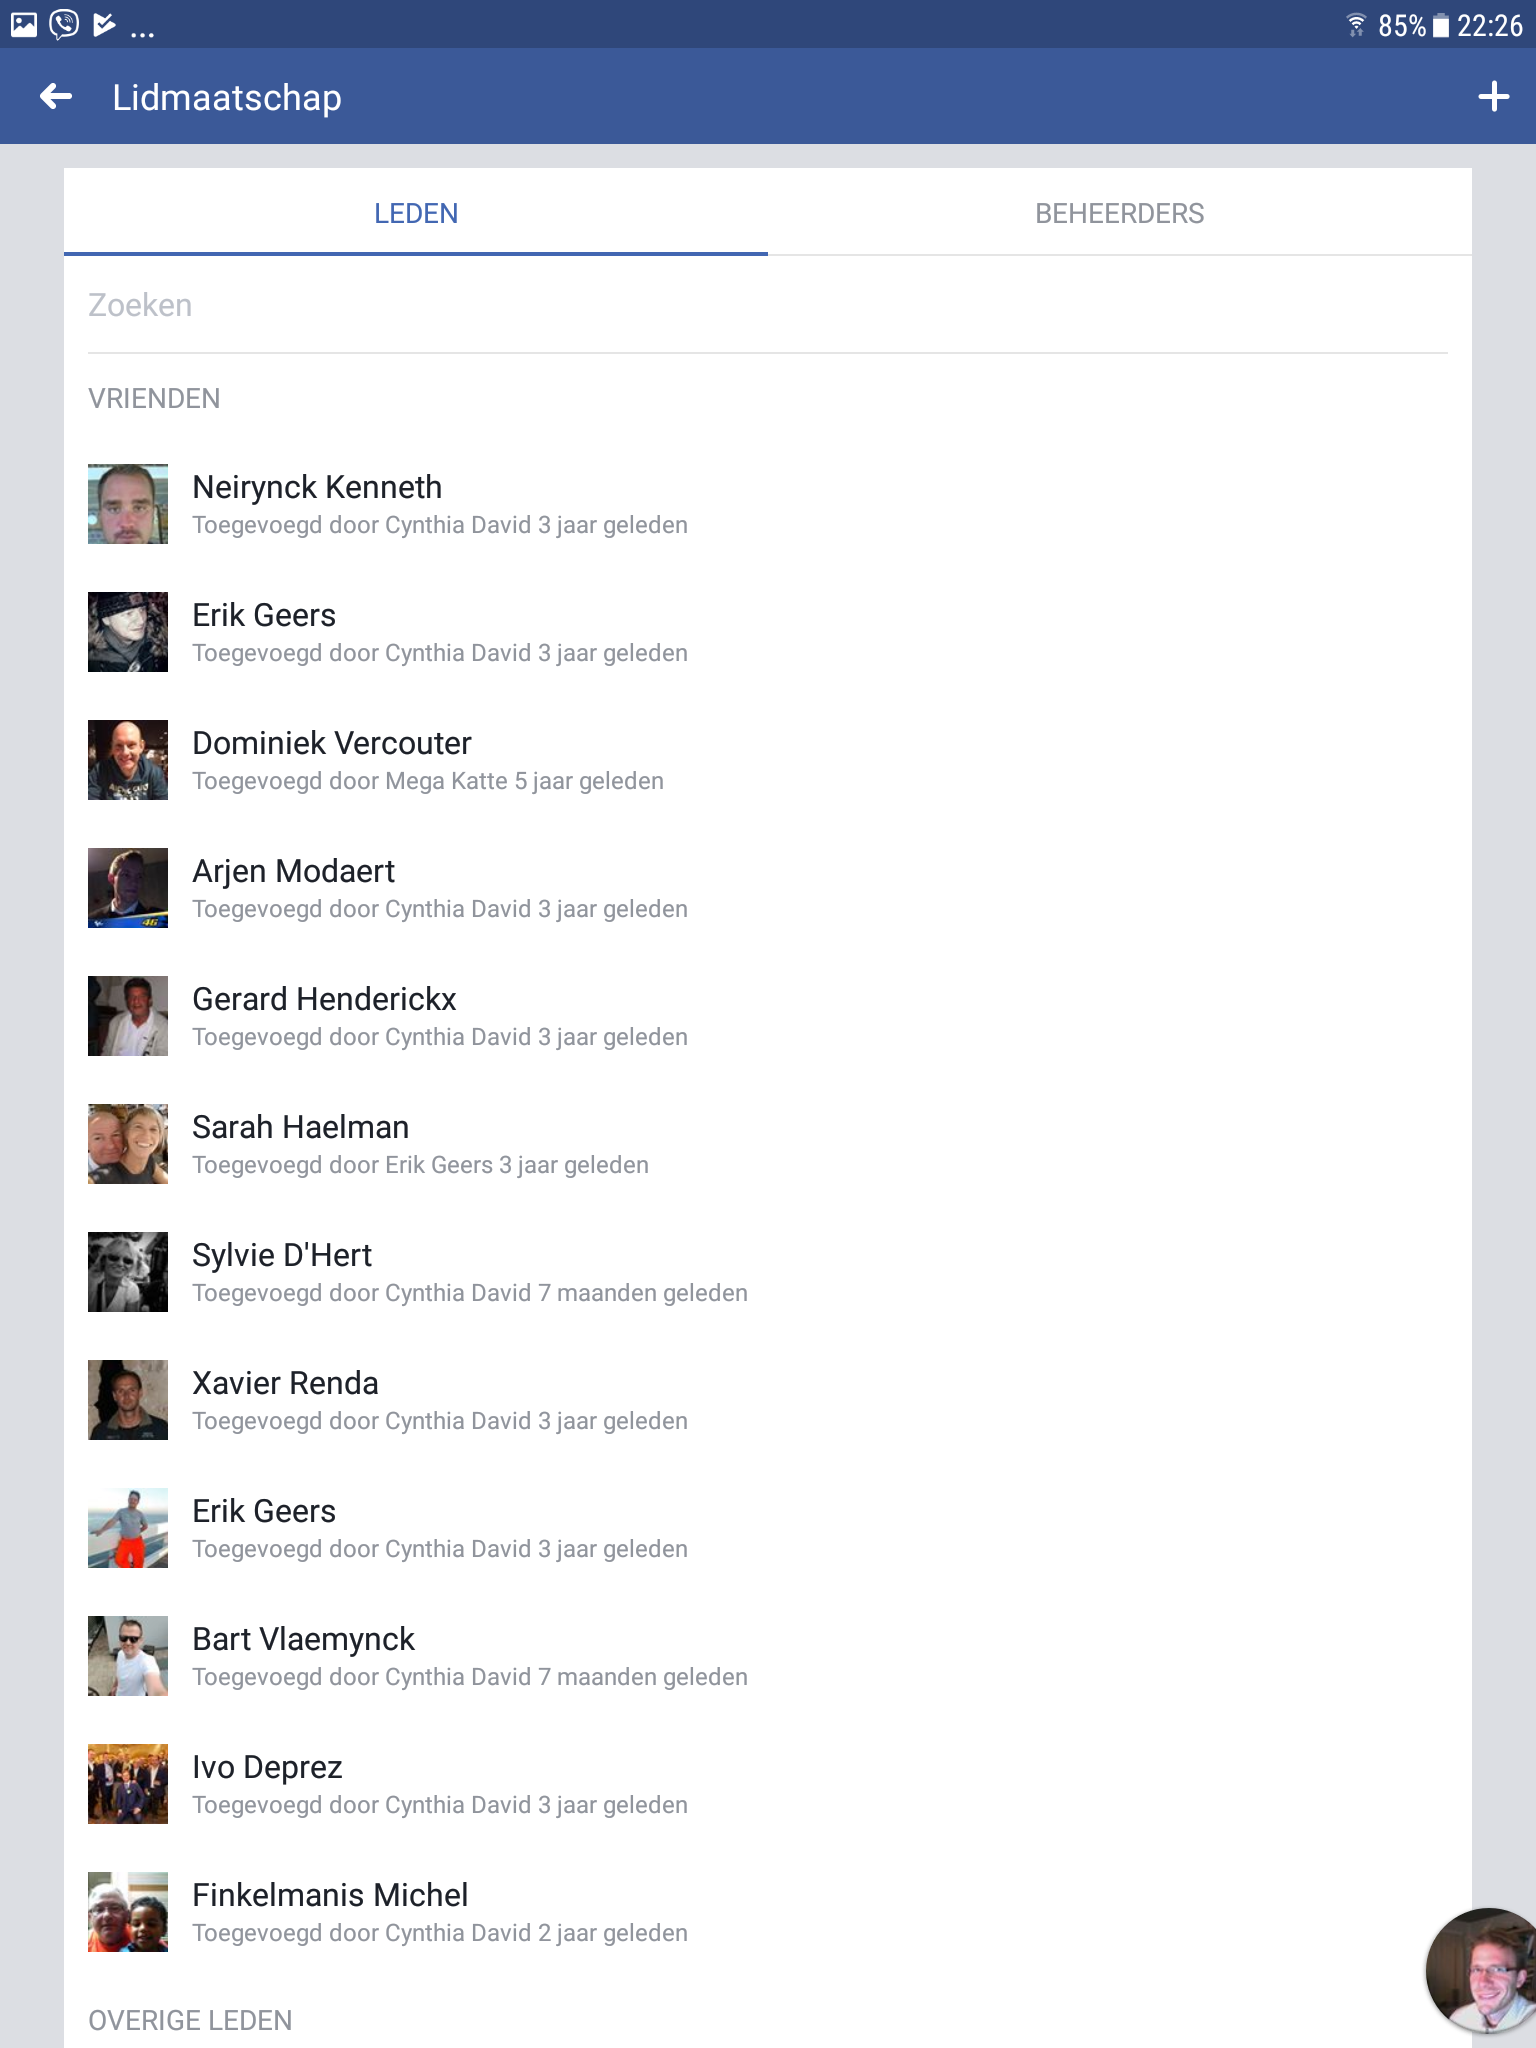 ... 85% 22:26
Lidmaatschap
LEDEN BEHEERDERS
Zoeken
VRIENDEN
Neirynck Kenneth
Toegevoegd door Cynthia David 3 jaar geleden
Erik Geers
Toegevoegd door Cynthia David 3 jaar geleden
Dominiek Vercouter
Toegevoegd door Mega Katte 5 jaar geleden
Arjen Modaert
Toegevoegd door Cynthia David 3 jaar geleden
46
Gerard Henderickx
Toegevoegd door Cynthia David 3 jaar geleden
Sarah Haelman
Toegevoegd door Erik Geers 3 jaar geleden
Sylvie D'Hert
Toegevoegd door Cynthia David 7 maanden geleden
Xavier Renda
Toegevoegd door Cynthia David 3 jaar geleden
Erik Geers
Toegevoegd door Cynthia David 3 jaar geleden
Bart Vlaemynck
Toegevoegd door Cynthia David 7 maanden geleden
Ivo Deprez
Toegevoegd door Cynthia David 3 jaar geleden
Finkelmanis Michel
Toegevoegd door Cynthia David 2 jaar geleden
OVERIGE LEDEN